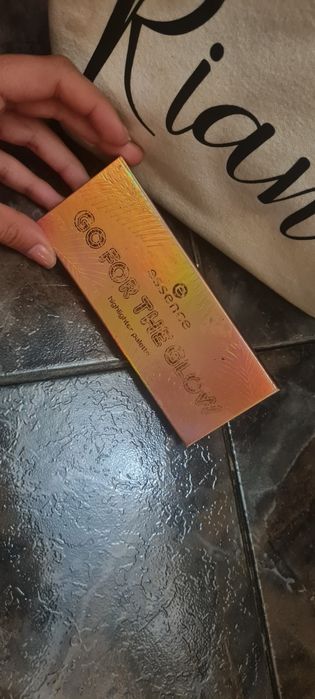 Rian
e
essence
GO FOR THE GLOW
highlighter palette